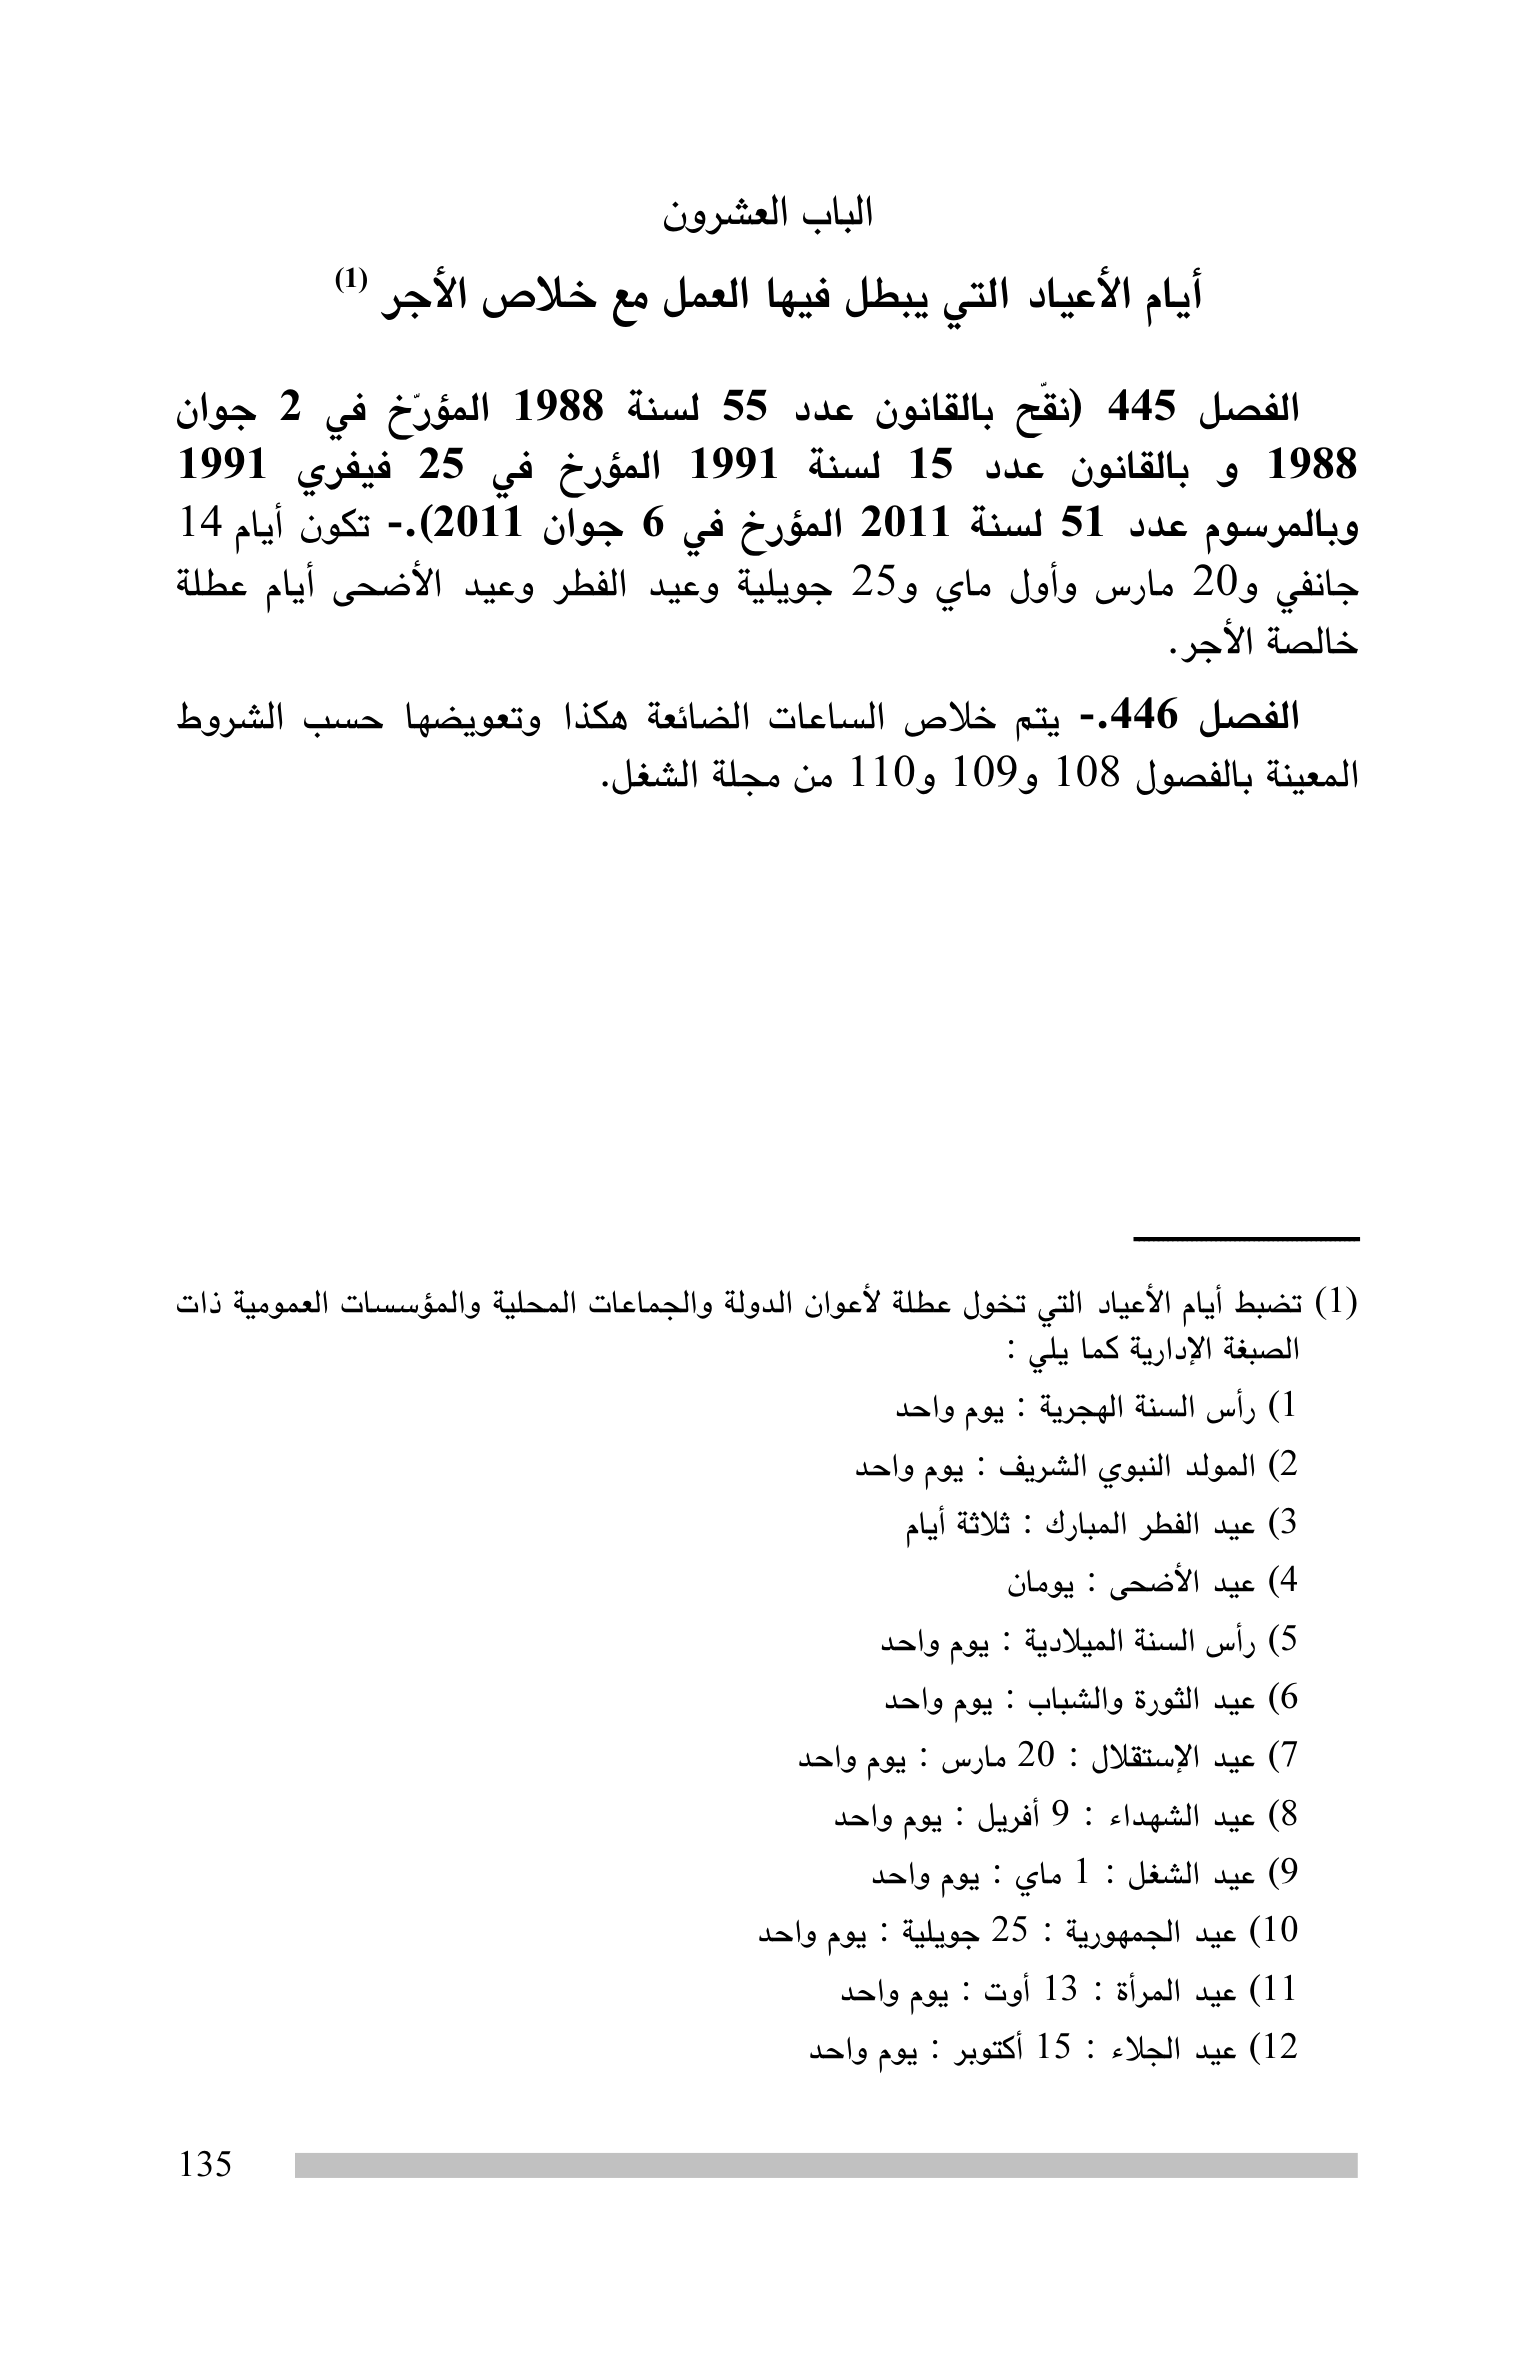 الباب العشرون
أيام الأعياد التي يبطل فيها العمل مع خلاص الأجر (1)
الفصل 445 (نقّح بالقانون عدد 55 لسنة 1988 المؤرّخ في 2 جوان
1988 و بالقانون عدد 15 لسنة 1991 المؤرخ في 25 فيفري 1991
وبالمرسوم عدد 51 لسنة 2011 المؤرخ في 6 جوان 2011).- تكون أيام 14
جانفي و20 مارس وأول ماي و25 جويلية وعيد الفطر وعيد الأضحى أيام عطلة
خالصة الأجر.
الفصل 446.- يتم خلاص الساعات الضائعة هكذا وتعويضها حسب الشروط
المعينة بالفصول 108 و109 و110 من مجلة الشغل.
(1) تضبط أيام الأعياد التي تخول عطلة لأعوان الدولة والجماعات المحلية والمؤسسات العمومية ذات
الصبغة الإدارية كما يلي :
1) رأس السنة الهجرية : يوم واحد
2) المولد النبوي الشريف : يوم واحد
3) عيد الفطر المبارك : ثلاثة أيام
4) عيد الأضحى : يومان
5) رأس السنة الميلادية : يوم واحد
6) عيد الثورة والشباب : يوم واحد
7) عيد الإستقلال : 20 مارس : يوم واحد
8) عيد الشهداء : 9 أفريل : يوم واحد
9) عيد الشغل : 1 ماي : يوم واحد
10) عيد الجمهورية : 25 جويلية : يوم واحد
11) عيد المرأة : 13 أوت : يوم واحد
12) عيد الجلاء : 15 أكتوبر : يوم واحد
135